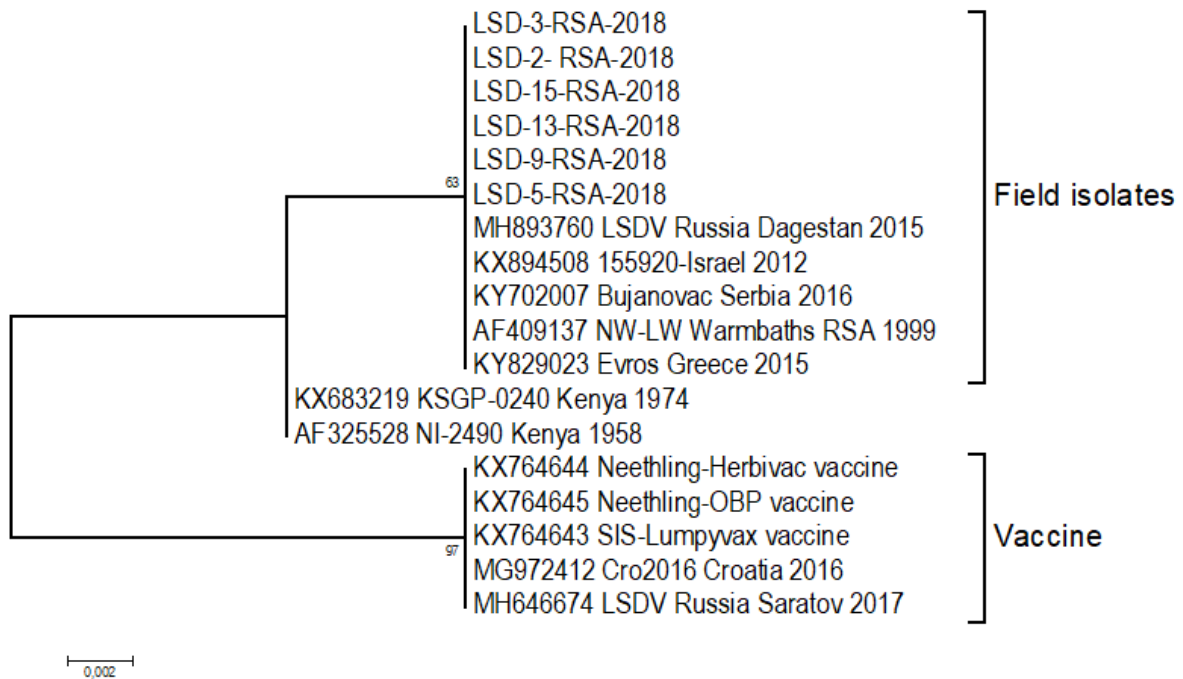 LSD-3-RSA-2018
LSD-2- RSA-2018
LSD-15-RSA-2018
LSD-13-RSA-2018
LSD-9-RSA-2018
63
LSD-5-RSA-2018
Field isolates
MH893760 LSDV Russia Dagestan 2015
KX894508 155920-Israel 2012
KY702007 Bujanovac Serbia 2016
AF409137 NW-LW Warmbaths RSA 1999
KY829023 Evros Greece 2015
KX683219 KSGP-0240 Kenya 1974
AF325528 NI-2490 Kenya 1958
KX764644 Neethling-Herbivac vaccine
KX764645 Neethling-OBP vaccine
KX764643 SIS-Lumpyvax vaccine
Vaccine
97
MG972412 Cro2016 Croatia 2016
MH646674 LSDV Russia Saratov 2017
0,002